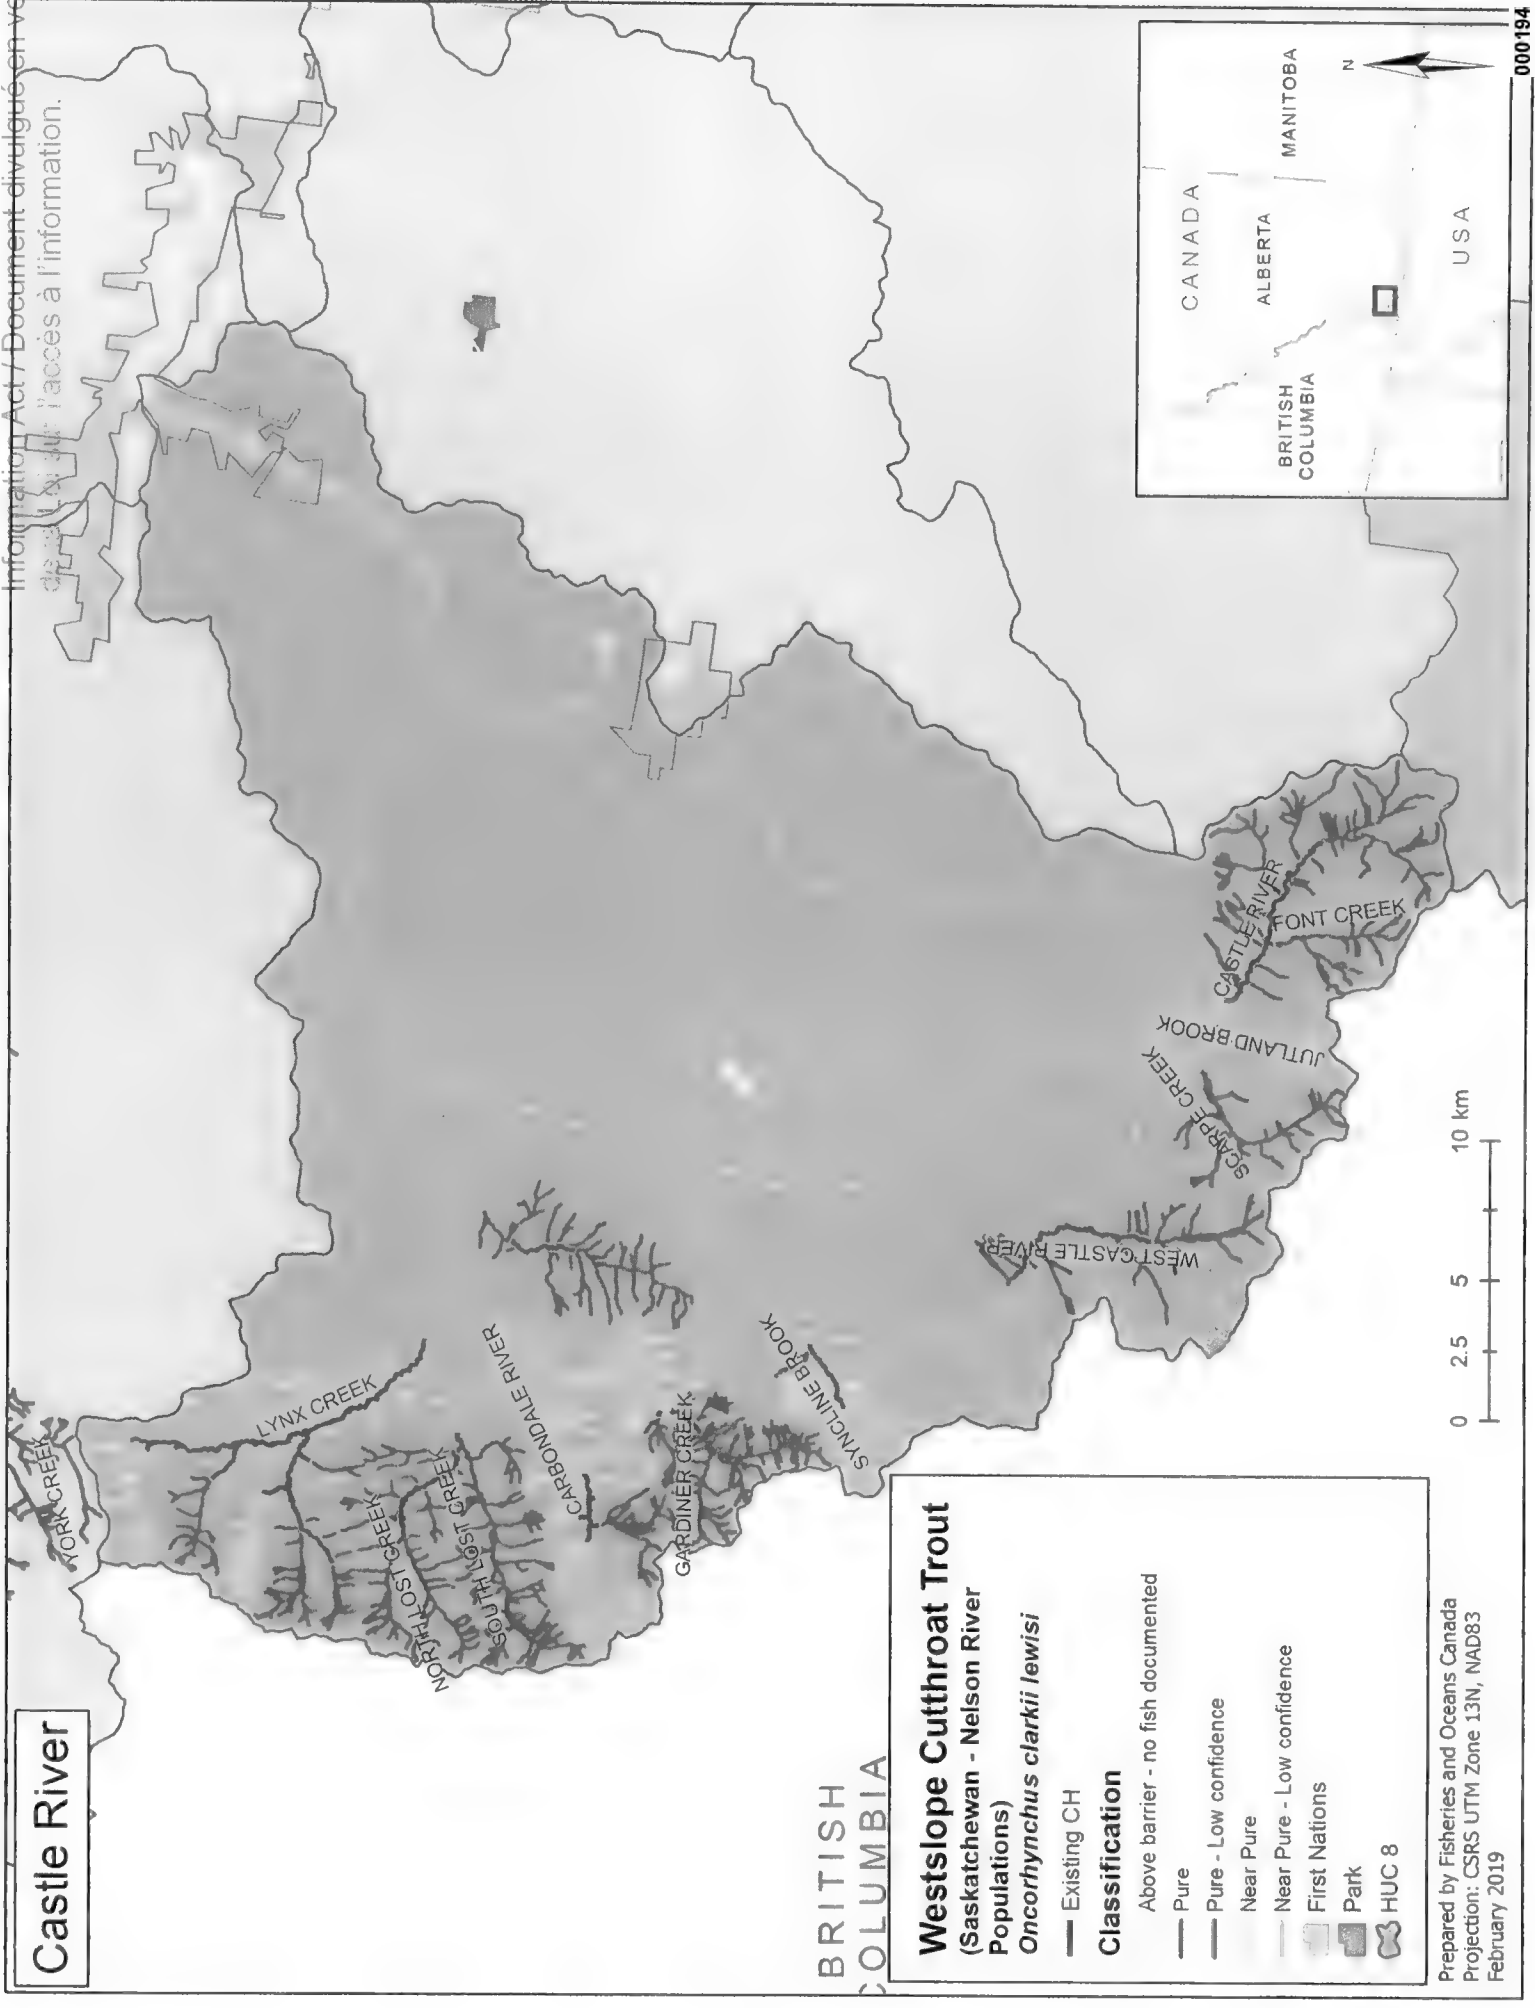 Information Act / Document divulgué en ve
de la Loi sur l'accès à l'information.
Castle River
YORK CREEK
LYNX CREEK
NORTH LOST CREEK
SOUTH LOST CREEK
CARBONDALE RIVER
GARDINER CREEK
SYNCLINE BROOK
WEST CASTLE RIVER
SCARPE CREEK
JUTLAND BROOK
CASTLE RIVER
FONT CREEK
BRITISH
COLUMBIA
Westslope Cutthroat Trout
(Saskatchewan - Nelson River
Populations)
Oncorhynchus clarkii lewisi
Existing CH
Classification
Above barrier - no fish documented
Pure
Pure - Low confidence
Near Pure
Near Pure - Low confidence
First Nations
Park
HUC 8
0 2.5 5 10 km
Prepared by Fisheries and Oceans Canada
Projection: CSRS UTM Zone 13N, NAD83
February 2019
CANADA
BRITISH
COLUMBIA
ALBERTA
MANITOBA
USA
N
000194